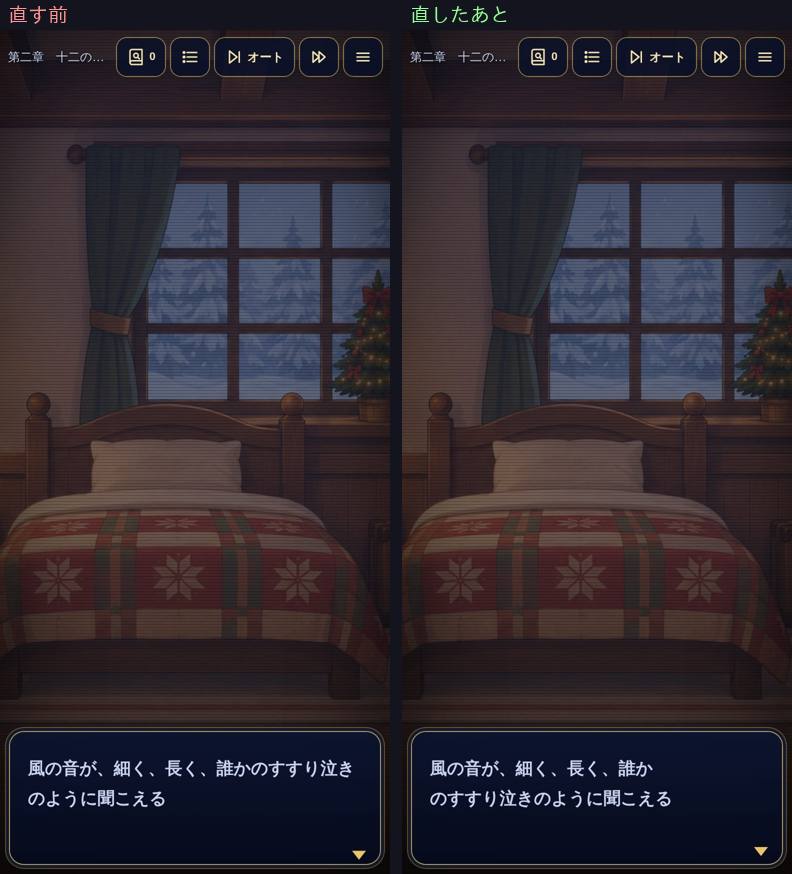 直す前
第二章　十二の…
0
オート
風の音が、細く、長く、誰かのすすり泣き
のように聞こえる
直したあと
第二章　十二の…
0
オート
風の音が、細く、長く、誰か
のすすり泣きのように聞こえる